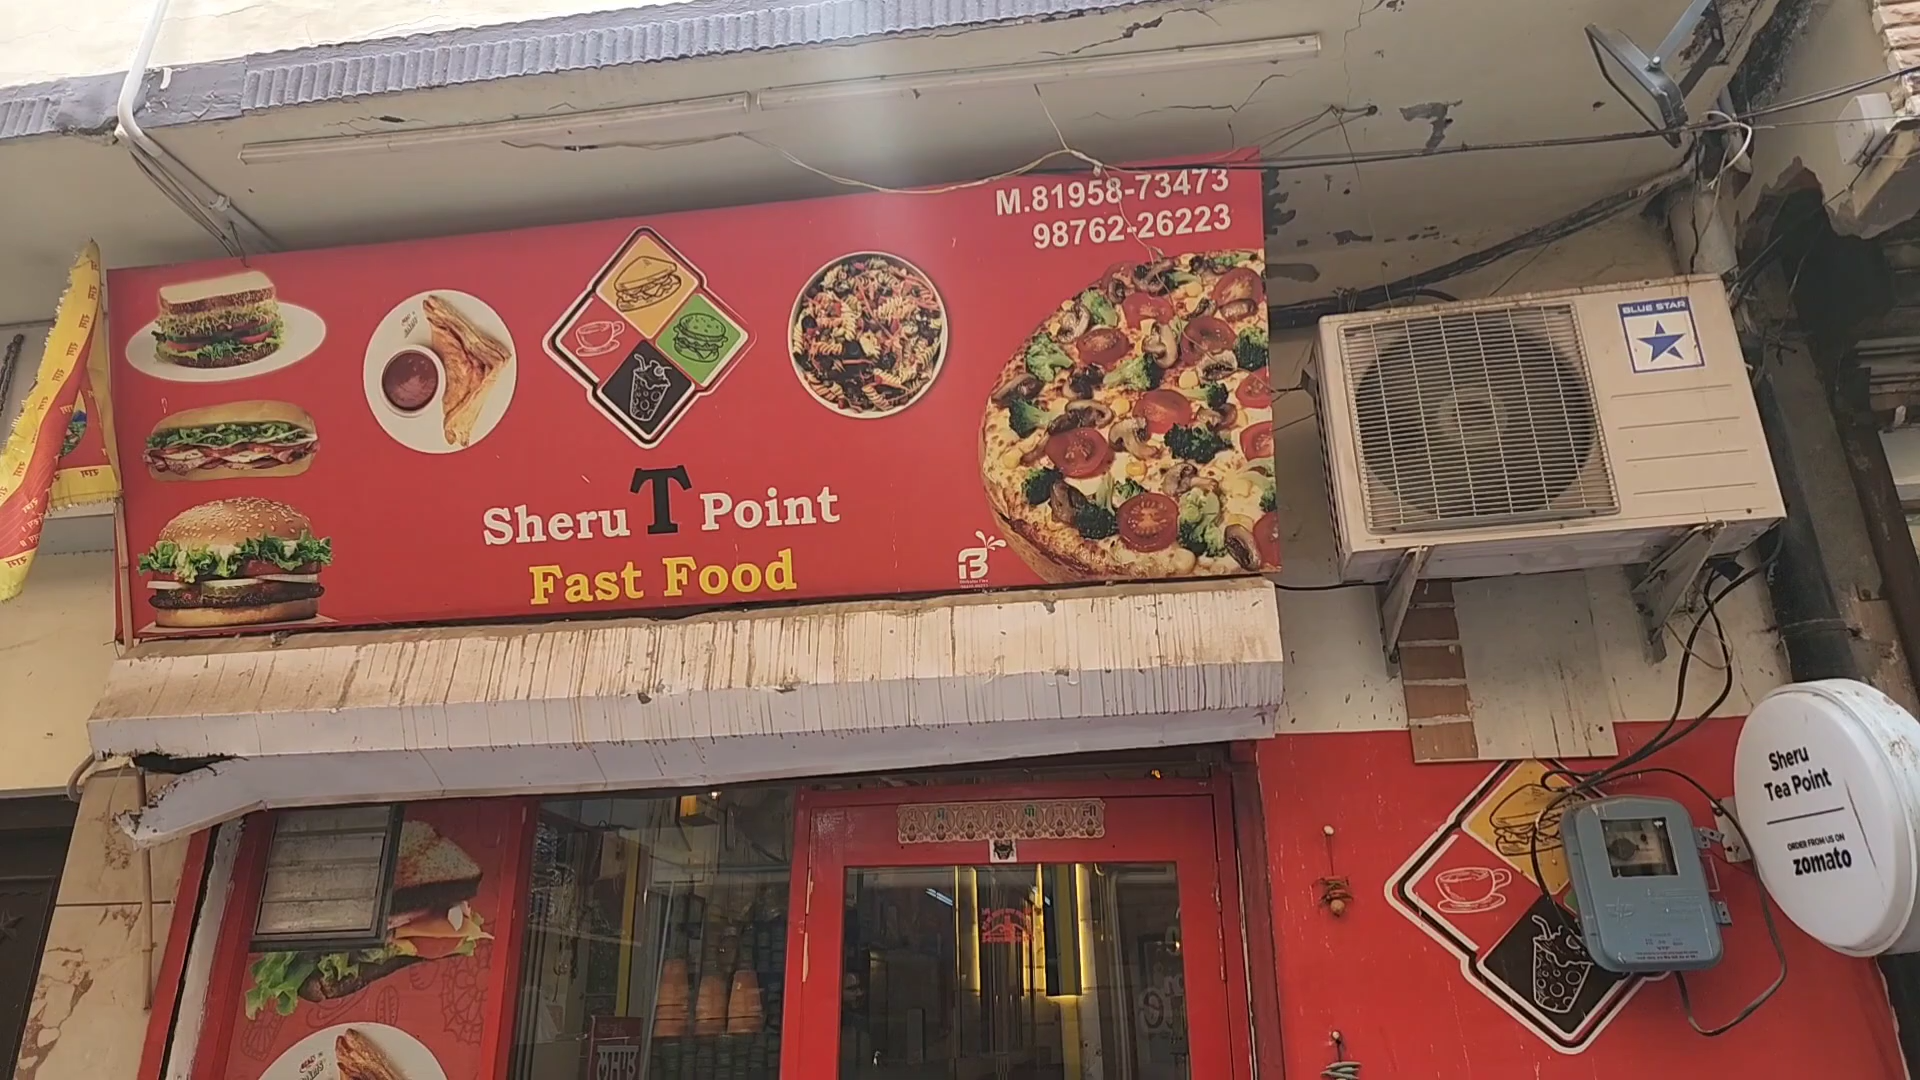 M.81958-73473
98762-26223
Sheru T Point
Fast Food
BLUE STAR
Sheru
Tea Point
ORDER FROM US ON
zomato